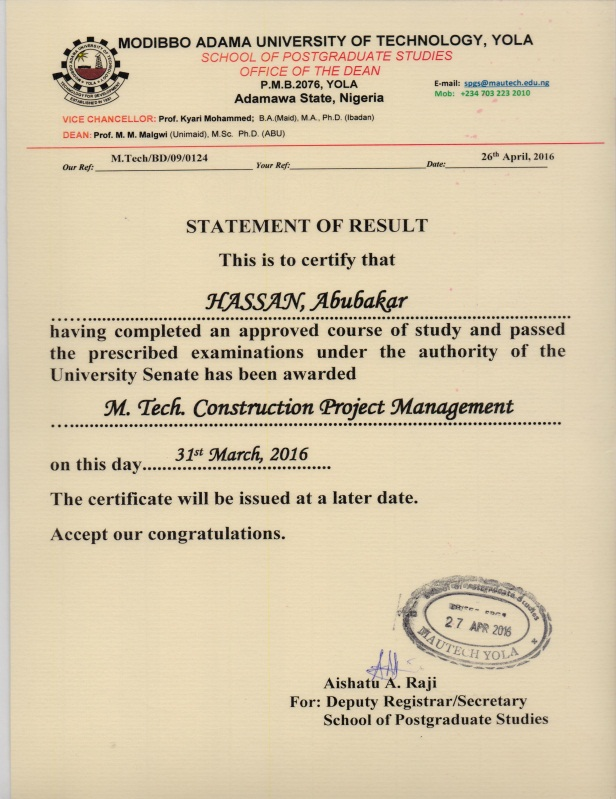 MODIBBO ADAMA UNIVERSITY OF TECHNOLOGY, YOLA
SCHOOL OF POSTGRADUATE STUDIES
OFFICE OF THE DEAN
P.M.B.2076, YOLA
Adamawa State, Nigeria
E-mail: spgs@mautech.edu.ng
Mob: +234 703 223 2010
VICE CHANCELLOR: Prof. Kyari Mohammed; B.A.(Maid), M.A., Ph.D. (Ibadan)
DEAN: Prof. M. M. Malgwi (Unimaid), M.Sc. Ph.D. (ABU)
Our Ref: M.Tech/BD/09/0124 Your Ref: Date: 26th April, 2016
STATEMENT OF RESULT
This is to certify that
HASSAN, Abubakar
having completed an approved course of study and passed
the prescribed examinations under the authority of the
University Senate has been awarded
M. Tech. Construction Project Management
on this day 31st March, 2016
The certificate will be issued at a later date.
Accept our congratulations.
School of Postgraduate Studies
27 APR 2016
MAUTECH YOLA
Aishatu A. Raji
For: Deputy Registrar/Secretary
School of Postgraduate Studies